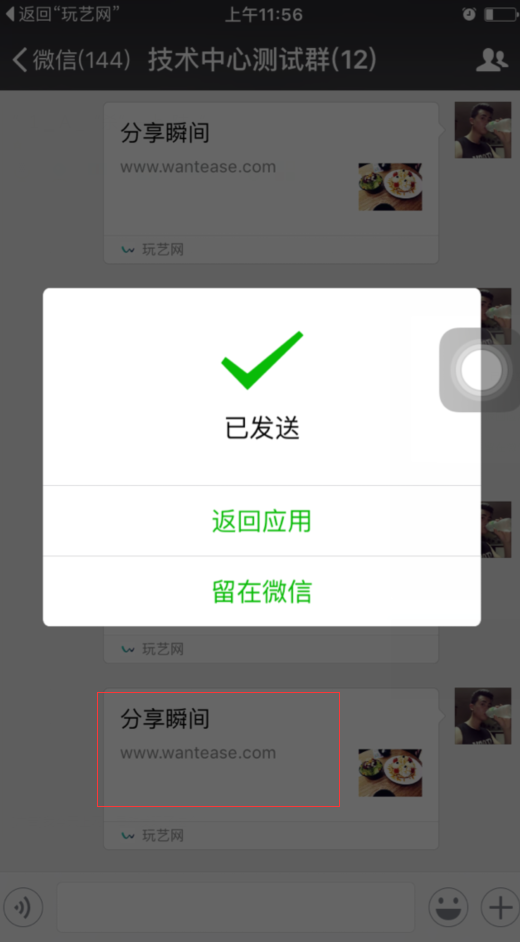 返回“玩艺网”
上午11:56
微信(144)
技术中心测试群(12)
分享瞬间
www.wantease.com
玩艺网
已发送
返回应用
留在微信
玩艺网
分享瞬间
www.wantease.com
玩艺网